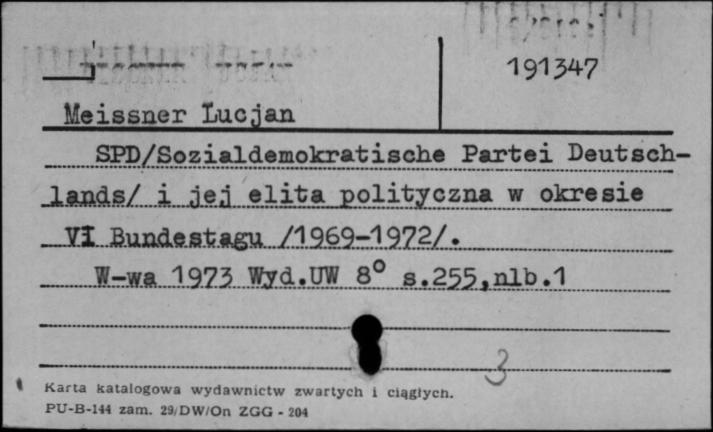 191347
Meissner Lucjan
SPD/Sozialdemokratische Partei Deutsch-
lands/ i jej elita polityczna w okresie
VI Bundestagu /1969-1972/.
W-wa 1973 Wyd.UW 8° s.255,nlb.1
3
Karta katalogowa wydawnictw zwartych i ciągłych.
PU-B-144 zam. 29/DW/On ZGG - 204